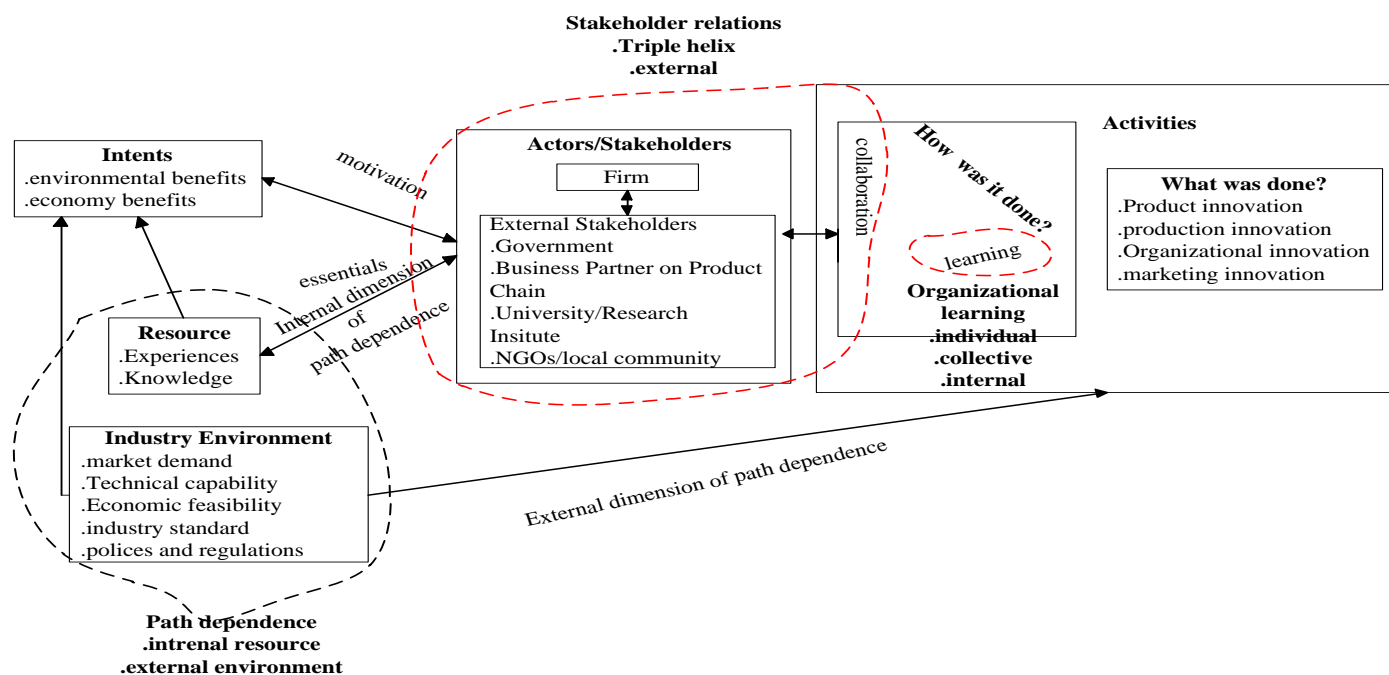 Stakeholder relations
.Triple helix
.external
Intents
.environmental benefits
.economy benefits
motivation
Actors/Stakeholders
Firm
External Stakeholders
.Government
.Business Partner on Product
Chain
.University/Research
Insitute
.NGOs/local community
collaboration
How was it done?
learning
Organizational
learning
.individual
.collective
.internal
Activities
What was done?
.Product innovation
.production innovation
.Organizational innovation
.marketing innovation
essentials
Internal dimension
of
path dependence
Resource
.Experiences
.Knowledge
Industry Environment
.market demand
.Technical capability
.Economic feasibility
.industry standard
.polices and regulations
External dimension of path dependence
Path dependence
.intrenal resource
.external environment